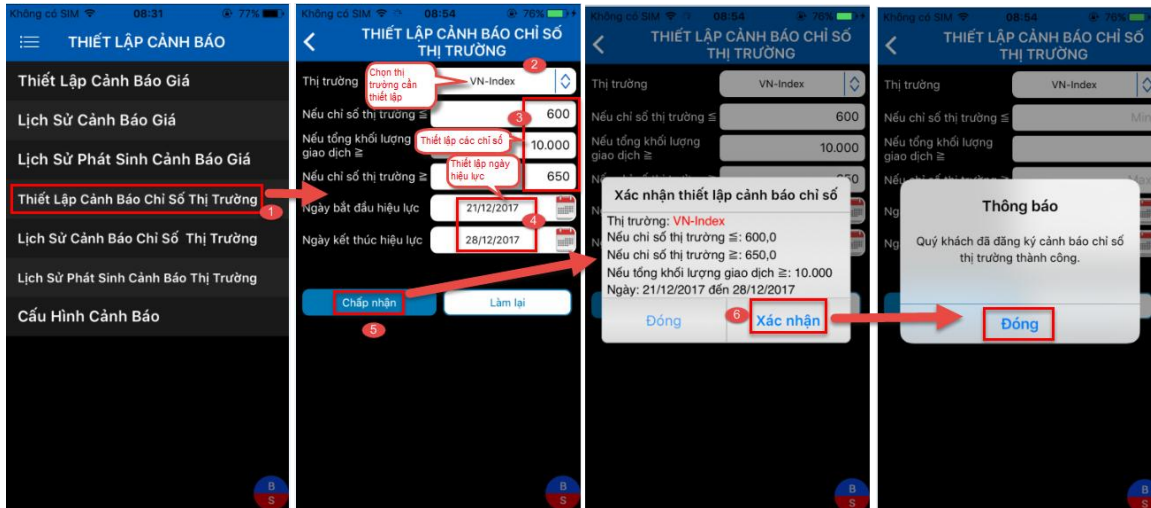 Không có SIM 08:31 77%
THIẾT LẬP CẢNH BÁO
Thiết Lập Cảnh Báo Giá
Lịch Sử Cảnh Báo Giá
Lịch Sử Phát Sinh Cảnh Báo Giá
Thiết Lập Cảnh Báo Chỉ Số Thị Trường
1
Lịch Sử Cảnh Báo Chỉ Số Thị Trường
Lịch Sử Phát Sinh Cảnh Báo Thị Trường
Cấu Hình Cảnh Báo
B
S
Không có SIM 08:54 76%
THIẾT LẬP CẢNH BÁO CHỈ SỐ
THỊ TRƯỜNG
2
Thị trường
Chọn thị
trường cần
thiết lập
VN-Index
Nếu chỉ số thị trường ≦
3
600
Nếu tổng khối lượng
giao dịch ≧
Thiết lập các chỉ số
10.000
Nếu chỉ số thị trường ≧
Thiết lập ngày
hiệu lực
650
Ngày bắt đầu hiệu lực 21/12/2017
4
Ngày kết thúc hiệu lực 28/12/2017
Chấp nhận Làm lại
5
B
S
Không có SIM 08:54 76%
THIẾT LẬP CẢNH BÁO CHỈ SỐ
THỊ TRƯỜNG
Thị trường VN-Index
Nếu chỉ số thị trường ≦ 600
Nếu tổng khối lượng
giao dịch ≧ 10.000
Xác nhận thiết lập cảnh báo chỉ số
Thị trường: VN-Index
Nếu chỉ số thị trường ≦: 600,0
Nếu chỉ số thị trường ≧: 650,0
Nếu tổng khối lượng giao dịch ≧: 10.000
Ngày: 21/12/2017 đến 28/12/2017
Đóng 6 Xác nhận
B
S
Không có SIM 08:54 76%
THIẾT LẬP CẢNH BÁO CHỈ SỐ
THỊ TRƯỜNG
Thị trường VN-Index
Nếu chỉ số thị trường ≦ Min
Nếu tổng khối lượng
giao dịch ≧
Thông báo
Quý khách đã đăng ký cảnh báo chỉ số
thị trường thành công.
Đóng
B
S